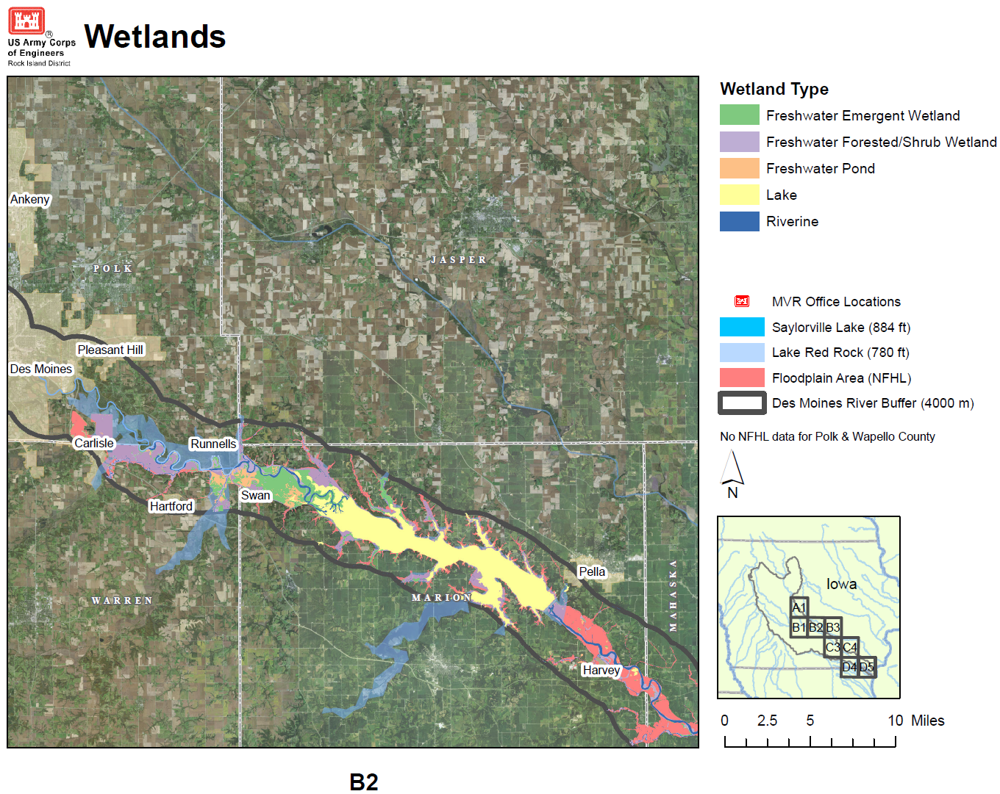 Wetlands
®
US Army Corps
of Engineers
Rock Island District
Ankeny
POLK
JASPER
Pleasant Hill
Des Moines
Carlisle
Runnells
Swan
Hartford
WARREN
MARION
MAHASKA
Pella
Harvey
Wetland Type
Freshwater Emergent Wetland
Freshwater Forested/Shrub Wetland
Freshwater Pond
Lake
Riverine
MVR Office Locations
Saylorville Lake (884 ft)
Lake Red Rock (780 ft)
Floodplain Area (NFHL)
Des Moines River Buffer (4000 m)
No NFHL data for Polk & Wapello County
N
Iowa
A1
B1 B2 B3
C3 C4
D4 D5
0 2.5 5 10 Miles
B2